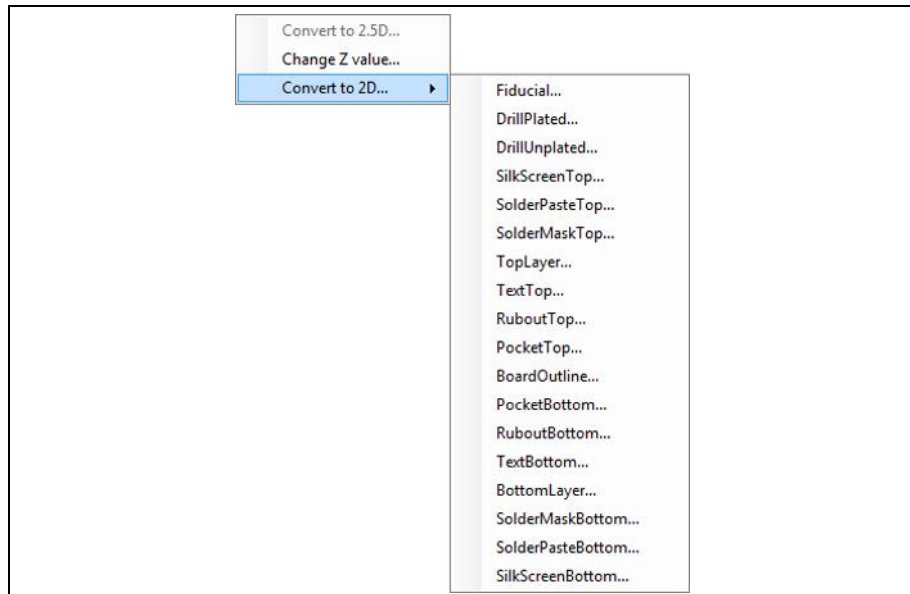 Convert to 2.5D...
Change Z value...
Convert to 2D...
Fiducial...
DrillPlated...
DrillUnplated...
SilkScreenTop...
SolderPasteTop...
SolderMaskTop...
TopLayer...
TextTop...
RuboutTop...
PocketTop...
BoardOutline...
PocketBottom...
RuboutBottom...
TextBottom...
BottomLayer...
SolderMaskBottom...
SolderPasteBottom...
SilkScreenBottom...